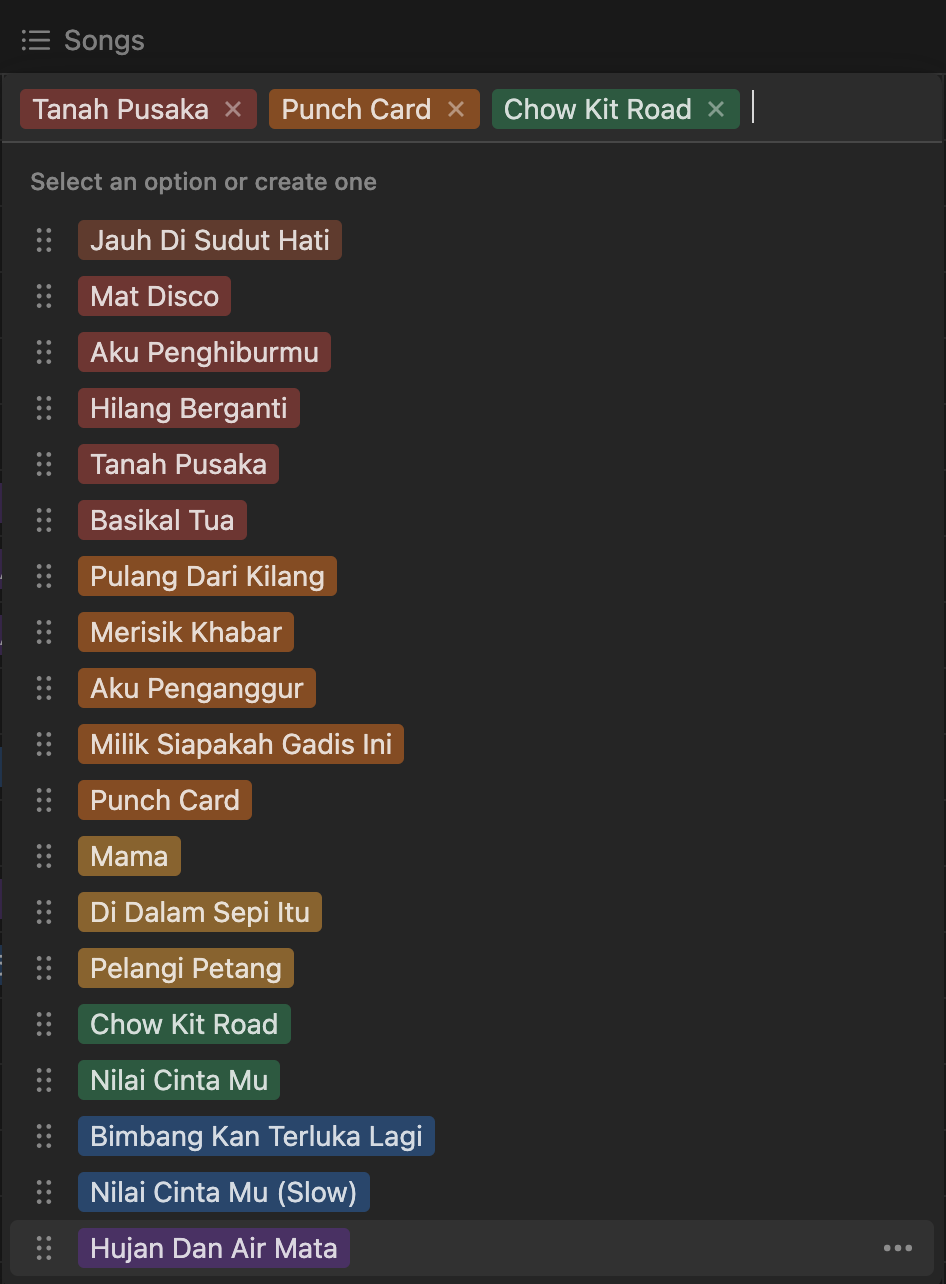 Songs
Tanah Pusaka × Punch Card × Chow Kit Road ×
Select an option or create one
Jauh Di Sudut Hati
Mat Disco
Aku Penghiburmu
Hilang Berganti
Tanah Pusaka
Basikal Tua
Pulang Dari Kilang
Merisik Khabar
Aku Penganggur
Milik Siapakah Gadis Ini
Punch Card
Mama
Di Dalam Sepi Itu
Pelangi Petang
Chow Kit Road
Nilai Cinta Mu
Bimbang Kan Terluka Lagi
Nilai Cinta Mu (Slow)
Hujan Dan Air Mata